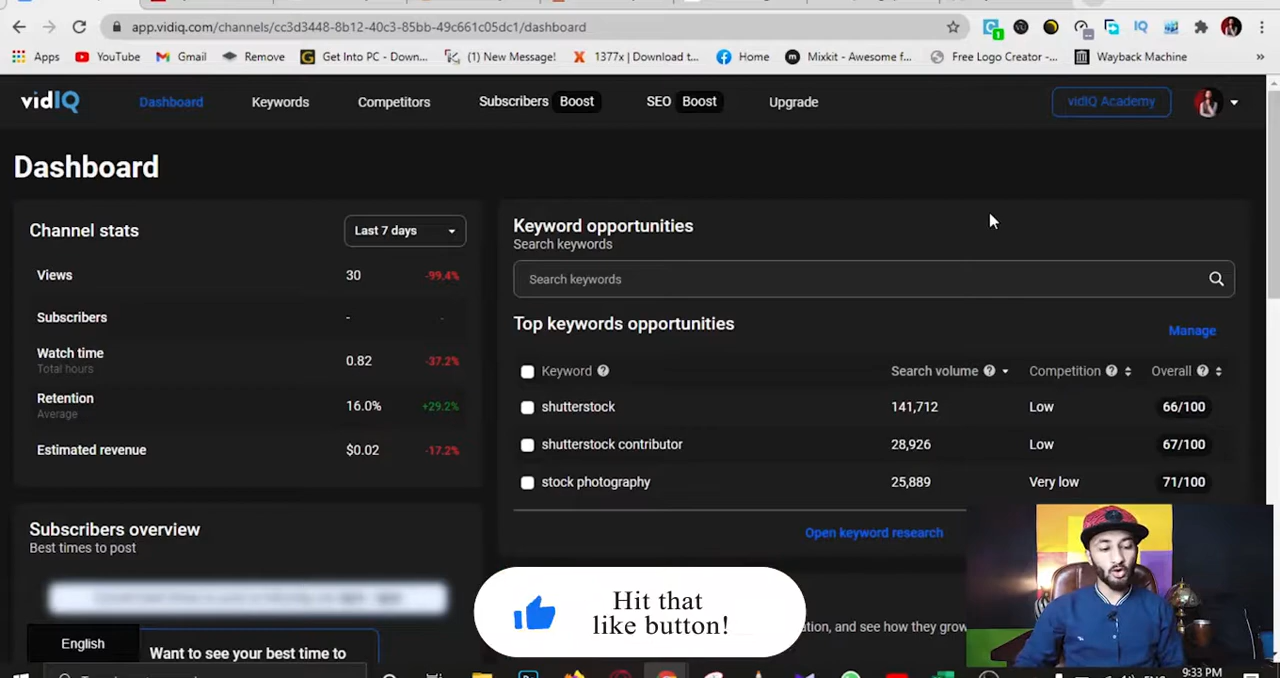 app.vidiq.com/channels/cc3d3448-8b12-40c3-85bb-49c661c05dc1/dashboard
Apps YouTube Gmail Remove Get Into PC - Down... (1) New Message! 1377x | Download t... Home Mixkit - Awesome f... Free Logo Creator -... Wayback Machine »
vidIQ Dashboard Keywords Competitors Subscribers Boost SEO Boost Upgrade vidIQ Academy
Dashboard
Channel stats Last 7 days
Views 30 -99.4%
Subscribers - -
Watch time 0.82 -37.2%
Total hours
Retention 16.0% +29.2%
Average
Estimated revenue $0.02 -17.2%
Keyword opportunities
Search keywords
Search keywords
Top keywords opportunities Manage
Keyword Search volume Competition Overall
shutterstock 141,712 Low 66/100
shutterstock contributor 28,926 Low 67/100
stock photography 25,889 Very low 71/100
Open keyword research
Subscribers overview
Best times to post
Hit that
like button!
ation, and see how they grow
English
Want to see your best time to
9:33 PM